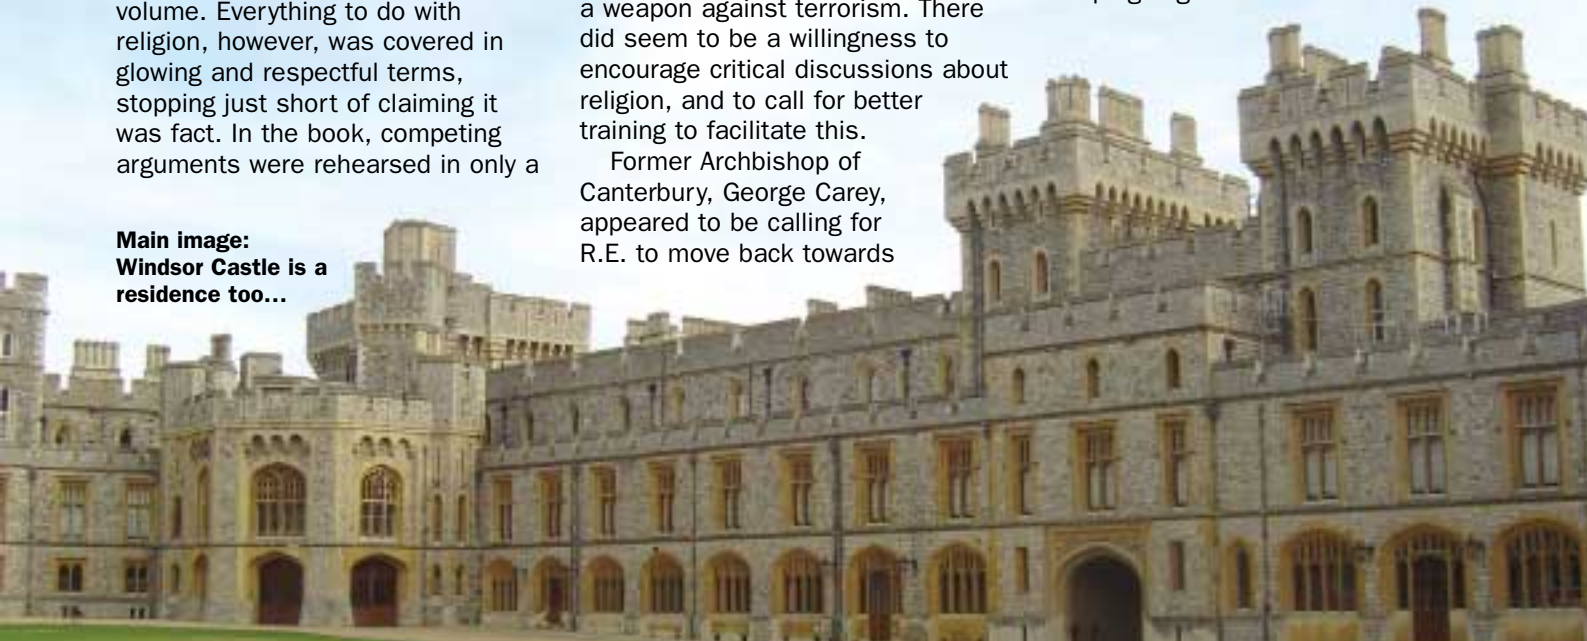 volume. Everything to do with
religion, however, was covered in
glowing and respectful terms,
stopping just short of claiming it
was fact. In the book, competing
arguments were rehearsed in only a
Main image:
Windsor Castle is a
residence too...
a weapon against terrorism. There
did seem to be a willingness to
encourage critical discussions about
religion, and to call for better
training to facilitate this.
Former Archbishop of
Canterbury, George Carey,
appeared to be calling for
R.E. to move back towards